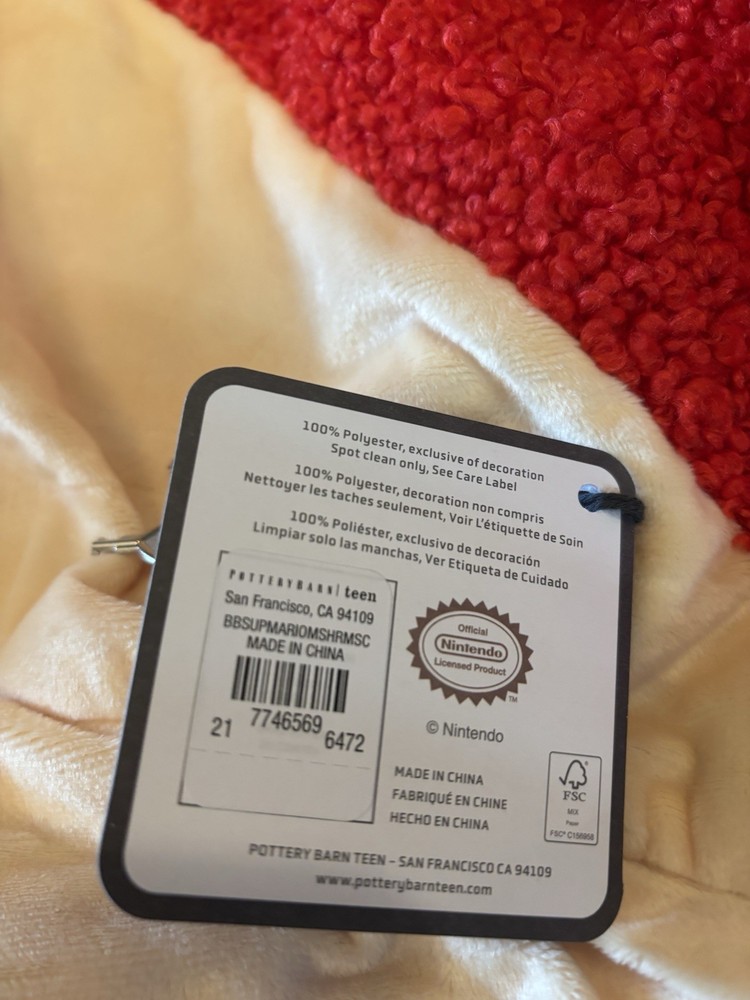 100% Polyester, exclusive of decoration
Spot clean only, See Care Label
100% Polyester, decoration non compris
Nettoyer les taches seulement, Voir L'étiquette de Soin
100% Poliéster, exclusivo de decoración
Limpiar solo las manchas, Ver Etiqueta de Cuidado
POTTERYBARN | teen
San Francisco, CA 94109
BBSUPMARIOMSHRMSC
MADE IN CHINA
21 7746569 6472
Official
Nintendo
Licensed Product
TM
© Nintendo
MADE IN CHINA
FABRIQUÉ EN CHINE
HECHO EN CHINA
FSC
MIX
Paper
FSC® C156958
POTTERY BARN TEEN – SAN FRANCISCO CA 94109
www.potterybarnteen.com